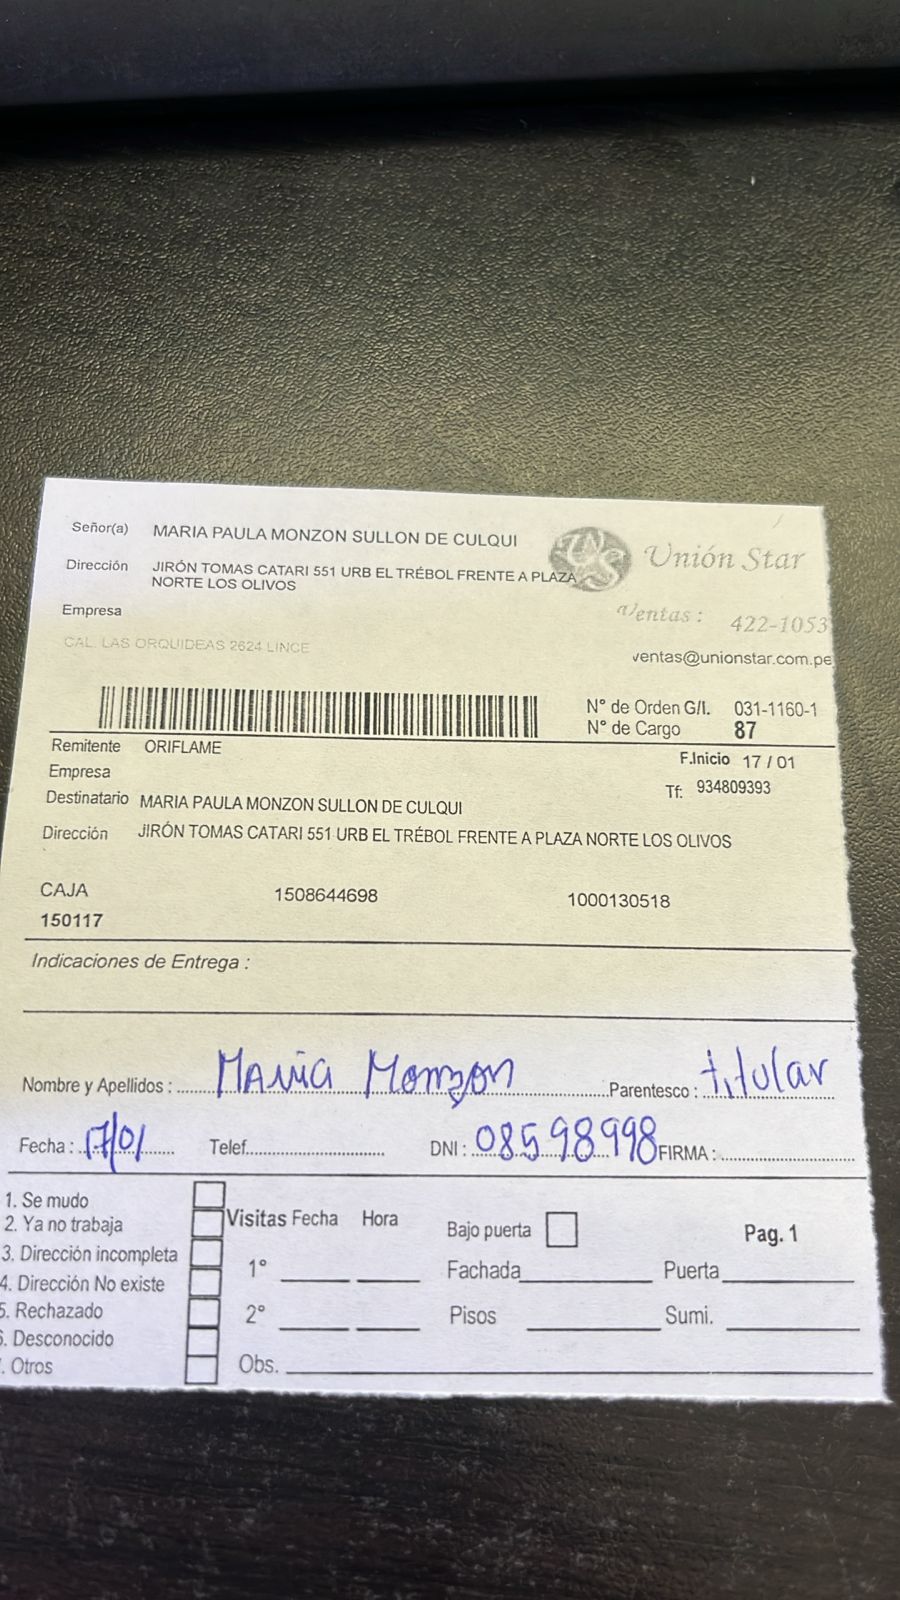 Señor(a) MARIA PAULA MONZON SULLON DE CULQUI
Unión Star
Dirección JIRÓN TOMAS CATARI 551 URB EL TRÉBOL FRENTE A PLAZA
NORTE LOS OLIVOS
Empresa
Ventas : 422-1053
CAL. LAS ORQUIDEAS 2624 LINCE
ventas@unionstar.com.pe
N° de Orden G/I. 031-1160-1
N° de Cargo 87
Remitente ORIFLAME
F.Inicio 17 / 01
Empresa
Tf: 934809393
Destinatario MARIA PAULA MONZON SULLON DE CULQUI
Dirección JIRÓN TOMAS CATARI 551 URB EL TRÉBOL FRENTE A PLAZA NORTE LOS OLIVOS
CAJA 1508644698 1000130518
150117
Indicaciones de Entrega :
Nombre y Apellidos : Maria Monzon Parentesco : titular
Fecha : 17/01 Telef. DNI : 08598998 FIRMA :
1. Se mudo
2. Ya no trabaja
3. Dirección incompleta
4. Dirección No existe
5. Rechazado
6. Desconocido
. Otros
Visitas Fecha Hora
1°
2°
Obs.
Bajo puerta
Pag. 1
Fachada Puerta
Pisos Sumi.